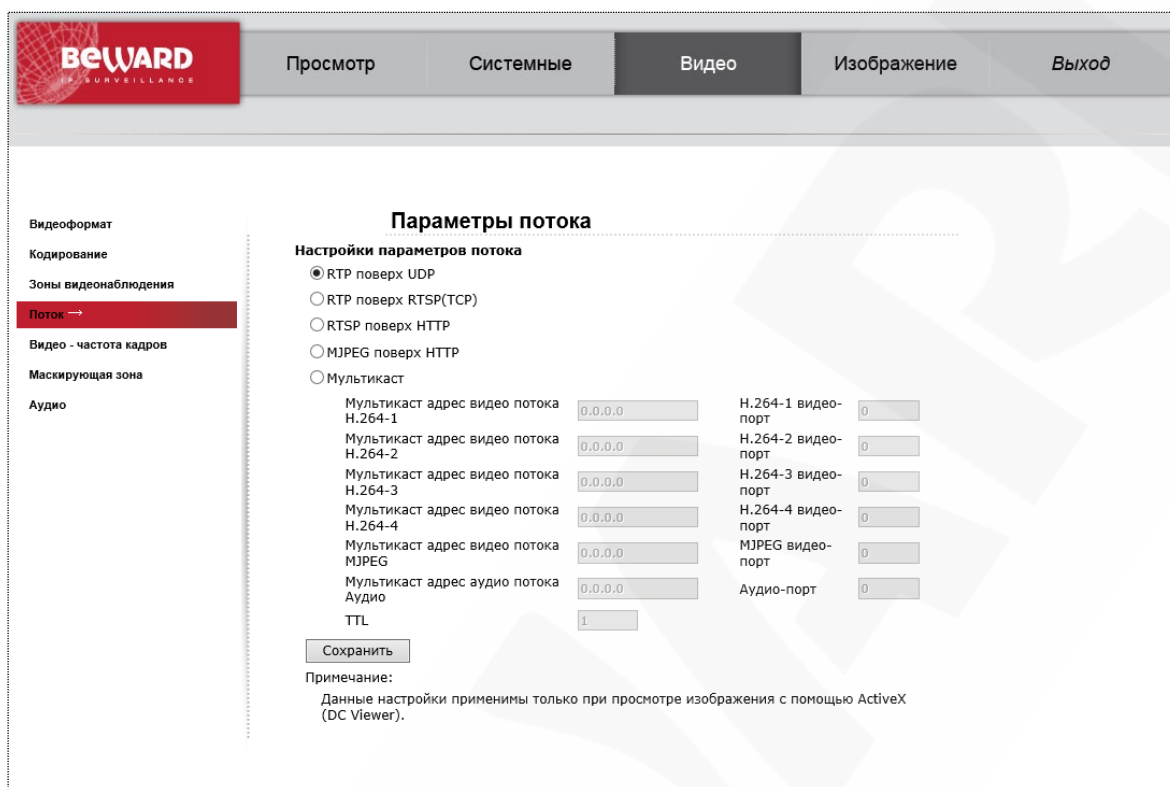 BEWARD
IP SURVEILLANCE
Просмотр
Системные
Видео
Изображение
Выход
Видеоформат
Кодирование
Зоны видеонаблюдения
Поток →
Видео - частота кадров
Маскирующая зона
Аудио
Параметры потока
Настройки параметров потока
RTP поверх UDP
RTP поверх RTSP(TCP)
RTSP поверх HTTP
MJPEG поверх HTTP
Мультикаст
Мультикаст адрес видео потока
H.264-1
0.0.0.0
H.264-1 видео-
порт
0
Мультикаст адрес видео потока
H.264-2
0.0.0.0
H.264-2 видео-
порт
0
Мультикаст адрес видео потока
H.264-3
0.0.0.0
H.264-3 видео-
порт
0
Мультикаст адрес видео потока
H.264-4
0.0.0.0
H.264-4 видео-
порт
0
Мультикаст адрес видео потока
MJPEG
0.0.0.0
MJPEG видео-
порт
0
Мультикаст адрес аудио потока
Аудио
0.0.0.0
Аудио-порт
0
TTL
1
Сохранить
Примечание:
Данные настройки применимы только при просмотре изображения с помощью ActiveX
(DC Viewer).